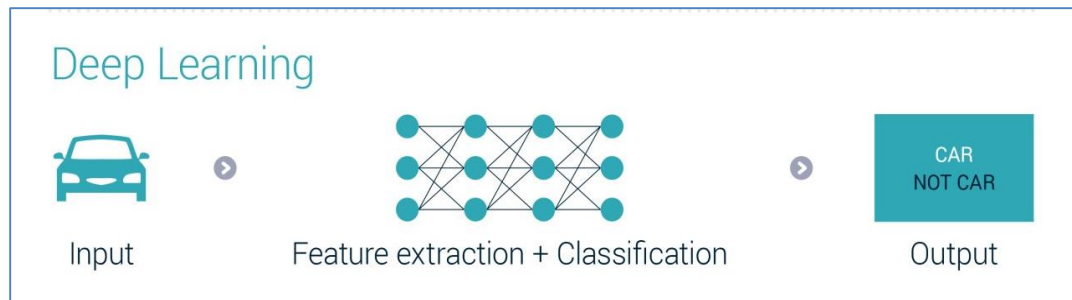 Deep Learning
CAR
NOT CAR
Input
Feature extraction + Classification
Output